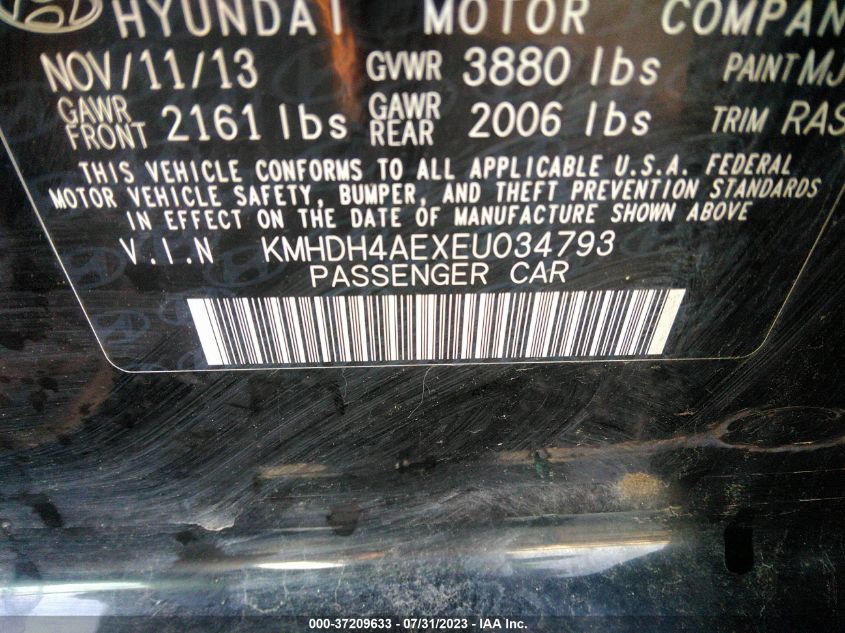 HYUNDAI MOTOR COMPAN
NOV/11/13 GVWR 3880 lbs PAINT MJ
GAWR FRONT 2161 lbs GAWR REAR 2006 lbs TRIM RAS
THIS VEHICLE CONFORMS TO ALL APPLICABLE U.S.A. FEDERAL
MOTOR VEHICLE SAFETY, BUMPER, AND THEFT PREVENTION STANDARDS
IN EFFECT ON THE DATE OF MANUFACTURE SHOWN ABOVE
V.I.N KMHDH4AEXEU034793
PASSENGER CAR
000-37209633 - 07/31/2023 - IAA Inc.